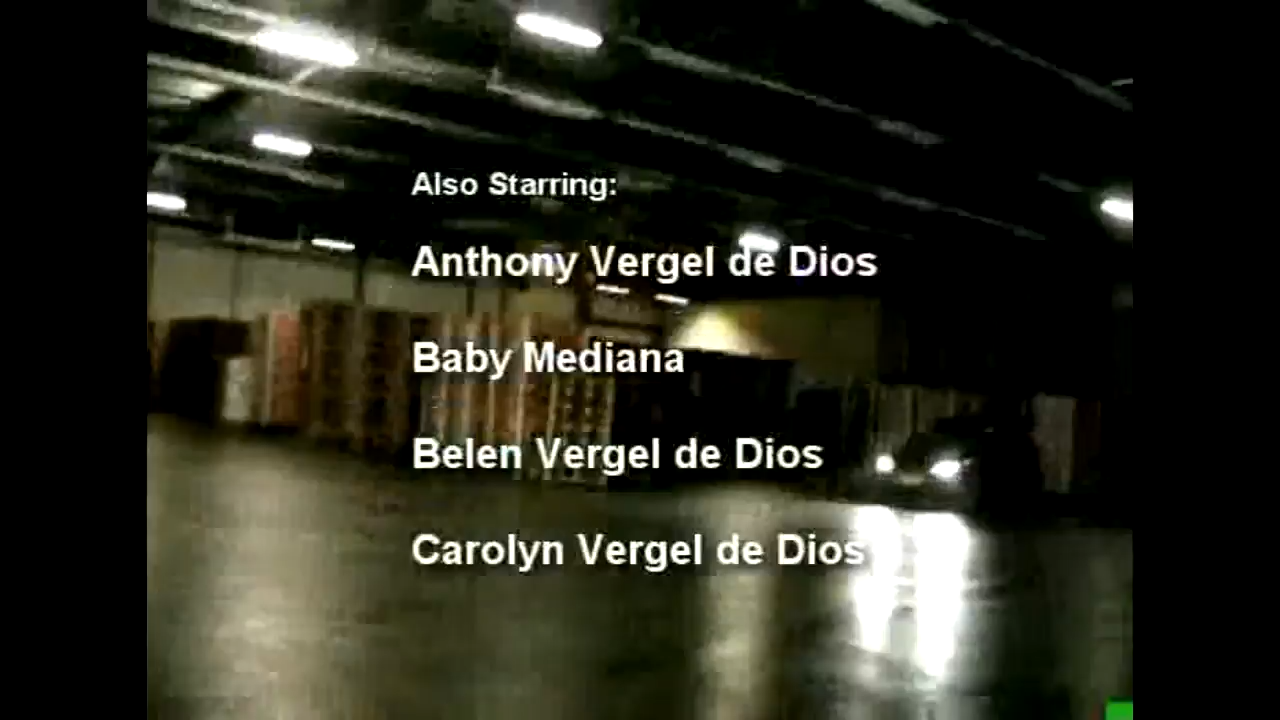 Also Starring:
Anthony Vergel de Dios
Baby Mediana
Belen Vergel de Dios
Carolyn Vergel de Dios